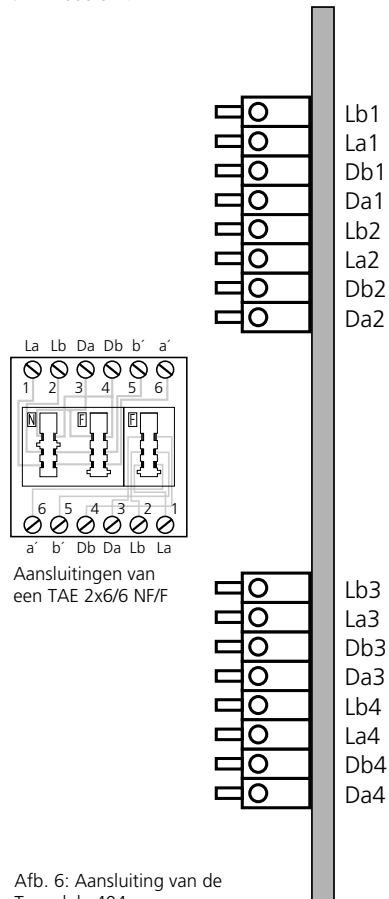 Lb1
La1
Db1
Da1
Lb2
La2
Db2
Da2
La Lb Da Db b´ a´
1 2 3 4 5 6
N F F
6 5 4 3 2 1
a´ b´ Db Da Lb La
Aansluitingen van
een TAE 2x6/6 NF/F
Lb3
La3
Db3
Da3
Lb4
La4
Db4
Da4
Afb. 6: Aansluiting van de